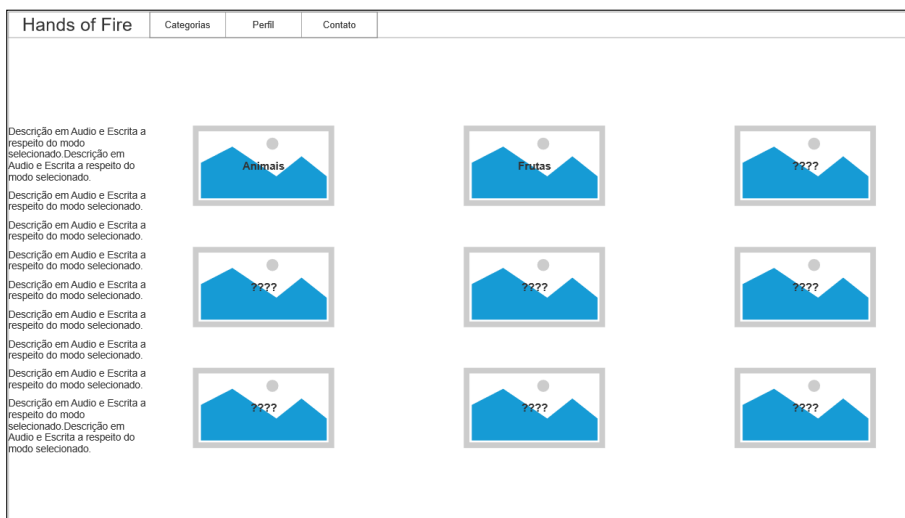 Hands of Fire
Categorias
Perfil
Contato
Descrição em Audio e Escrita a
respeito do modo
selecionado.Descrição em
Audio e Escrita a respeito do
modo selecionado.
Descrição em Audio e Escrita a
respeito do modo selecionado.
Descrição em Audio e Escrita a
respeito do modo selecionado.
Descrição em Audio e Escrita a
respeito do modo selecionado.
Descrição em Audio e Escrita a
respeito do modo selecionado.
Descrição em Audio e Escrita a
respeito do modo selecionado.
Descrição em Audio e Escrita a
respeito do modo selecionado.
Descrição em Audio e Escrita a
respeito do modo selecionado.
Descrição em Audio e Escrita a
respeito do modo
selecionado.Descrição em
Audio e Escrita a respeito do
modo selecionado.
Animais
Frutas
????
????
????
????
????
????
????